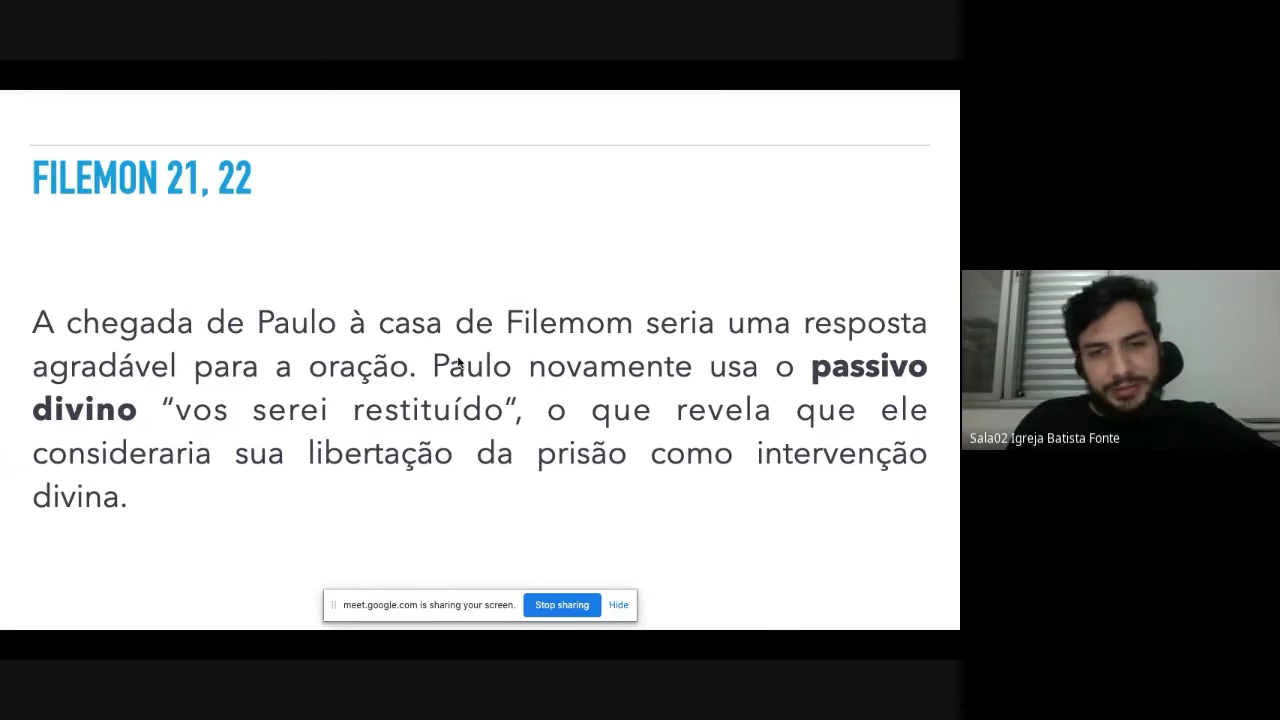 FILEMON 21, 22
A chegada de Paulo à casa de Filemom seria uma resposta
agradável para a oração. Paulo novamente usa o passivo
divino “vos serei restituído”, o que revela que ele
consideraria sua libertação da prisão como intervenção
divina.
meet.google.com is sharing your screen. Stop sharing Hide
Sala02 Igreja Batista Fonte